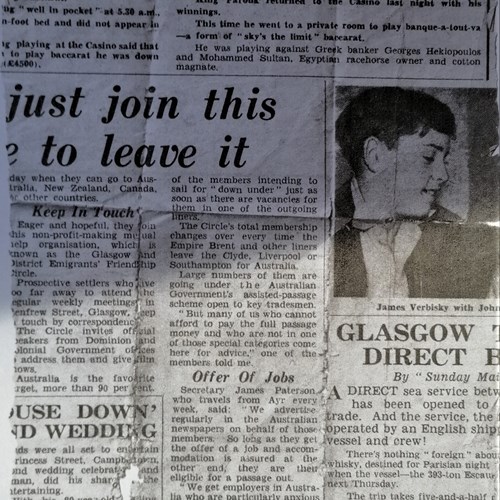 ng "well in pocket" at 5.30 a.m.,
n-foot bed and did not appear in
ng playing at the Casino said that
to play baccarat he was down
(£4500).
returned to the Casino last night with his
winnings.
This time he went to a private room to play banque-a-tout-va
—a form of "sky's the limit" baccarat.
He was playing against Greek banker Georges Hekiopoulos
and Mohammed Sultan, Egyptian racehorse owner and cotton
magnate.
just join this
e to leave it
day when they can go to Aus-
tralia, New Zealand, Canada,
or other countries.
Keep In Touch
Eager and hopeful, they join
this non-profit-making mutual
help organisation, which
known as the Glasgow and
District Emigrants' Friendship
Circle.
Prospective settlers who live
too far to attend the
regular weekly meeting in
Renfrew Street, Glasgow, keep
touch by correspondence.
The Circle invites official
speakers from Dominion and
Colonial Government offices
address them and give film
shows.
Australia is the favourite
target, more than 90 per cent.
of the members intending to
sail for "down under" just as
soon as there are vacancies for
them in one of the outgoing
liners.
The Circle's total membership
changes over every time the
Empire Brent and other liners
leave the Clyde, Liverpool or
Southampton for Australia.
Large numbers of them are
going under the Australian
Government's assisted-passage
scheme open to key tradesmen.
"But many of us who cannot
afford to pay the full passage
money and who are not in one
of those special categories come
here for advice," one of the
members told me.
Offer Of Jobs
Secretary James Paterson
who travels from Ayr every
week, said: "We advertise
regularly in the Australian
newspapers on behalf of those
members. So long as they get
the offer of a job and accom-
modation is assured at the
other end, they are then
eligible for a passage out.
"We get employers in Austra-
lia who are particularly anxious
OUSE DOWN'
ND WEDDING
ds were all set to entertain
rincess Street, Campbeltown,
nd wedding celebrat and
man, did his share
tertaining.
James Verbisky with John
GLASGOW
DIRECT
By "Sunday Mai
A DIRECT sea service betw
has been opened to
trade. And the service, the
operated by an English ship
vessel and crew!
There's nothing "foreign" abou
whisky, destined for Parisian night
when the vessel—the 393-ton Escaut
next Thursday.
The trip takes five-and-a-hal